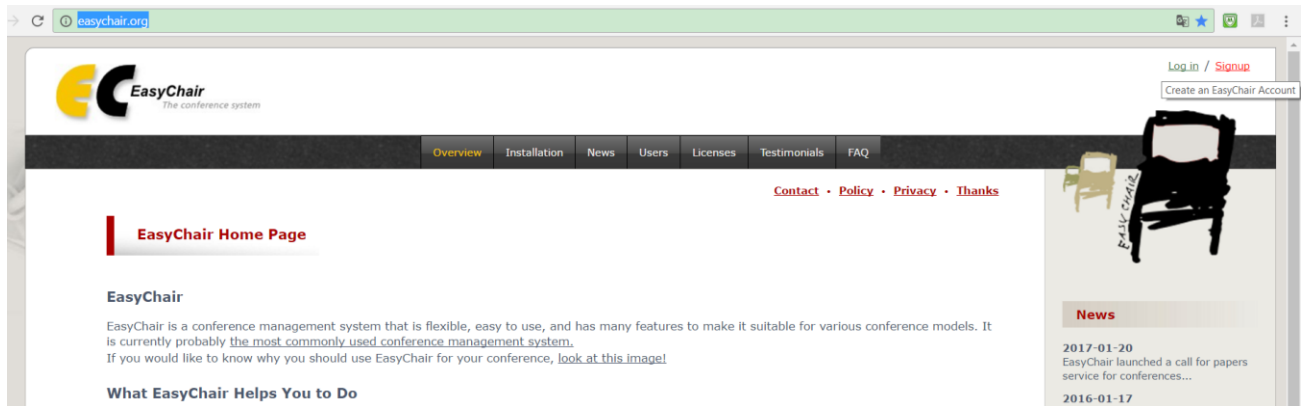 easychair.org
EC EasyChair
The conference system
Log in / Signup
Create an EasyChair Account
Overview Installation News Users Licenses Testimonials FAQ
Contact · Policy · Privacy · Thanks
EASY CHAIR
EasyChair Home Page
EasyChair
EasyChair is a conference management system that is flexible, easy to use, and has many features to make it suitable for various conference models. It
is currently probably the most commonly used conference management system.
If you would like to know why you should use EasyChair for your conference, look at this image!
What EasyChair Helps You to Do
News
2017-01-20
EasyChair launched a call for papers
service for conferences...
2016-01-17